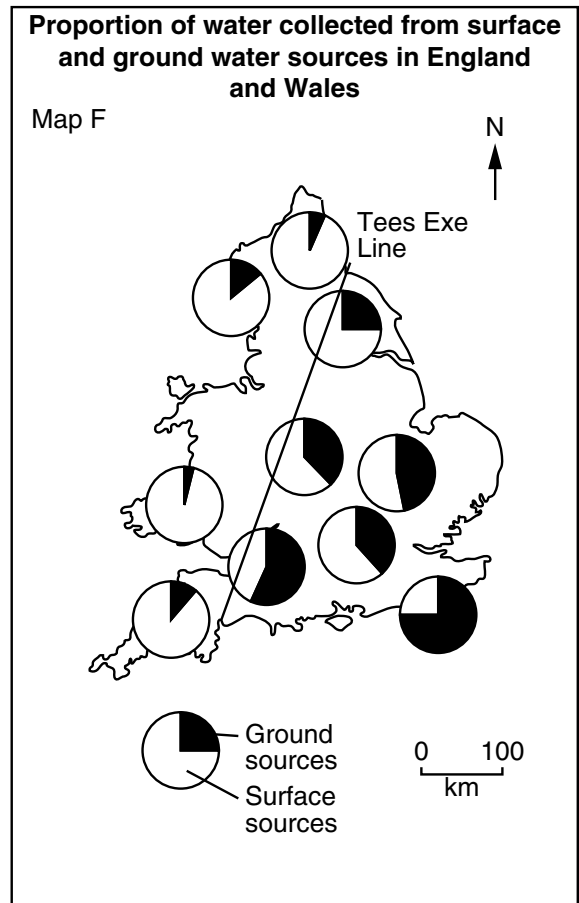 Proportion of water collected from surface
and ground water sources in England
and Wales
Map F
N
Tees Exe
Line
Ground
sources
Surface
sources
0 100
km